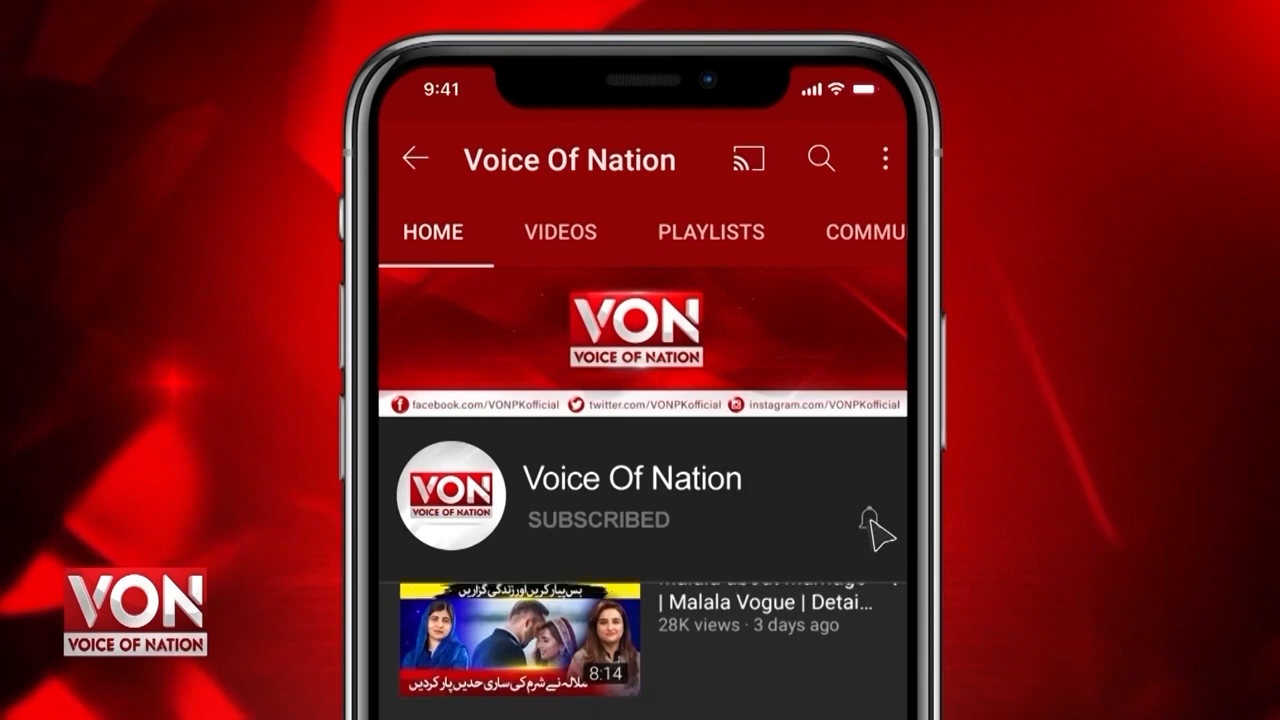 9:41
Voice Of Nation
HOME VIDEOS PLAYLISTS COMMU
VON
VOICE OF NATION
facebook.com/VONPKofficial twitter.com/VONPKofficial instagram.com/VONPKofficial
VON
VOICE OF NATION
Voice Of Nation
SUBSCRIBED
بس پیار کریں اور زندگی گزاریں
ملالہ نے شرم کی ساری حدیں پار کردیں
8:14
| Malala Vogue | Detai...
28K views · 3 days ago
VON
VOICE OF NATION